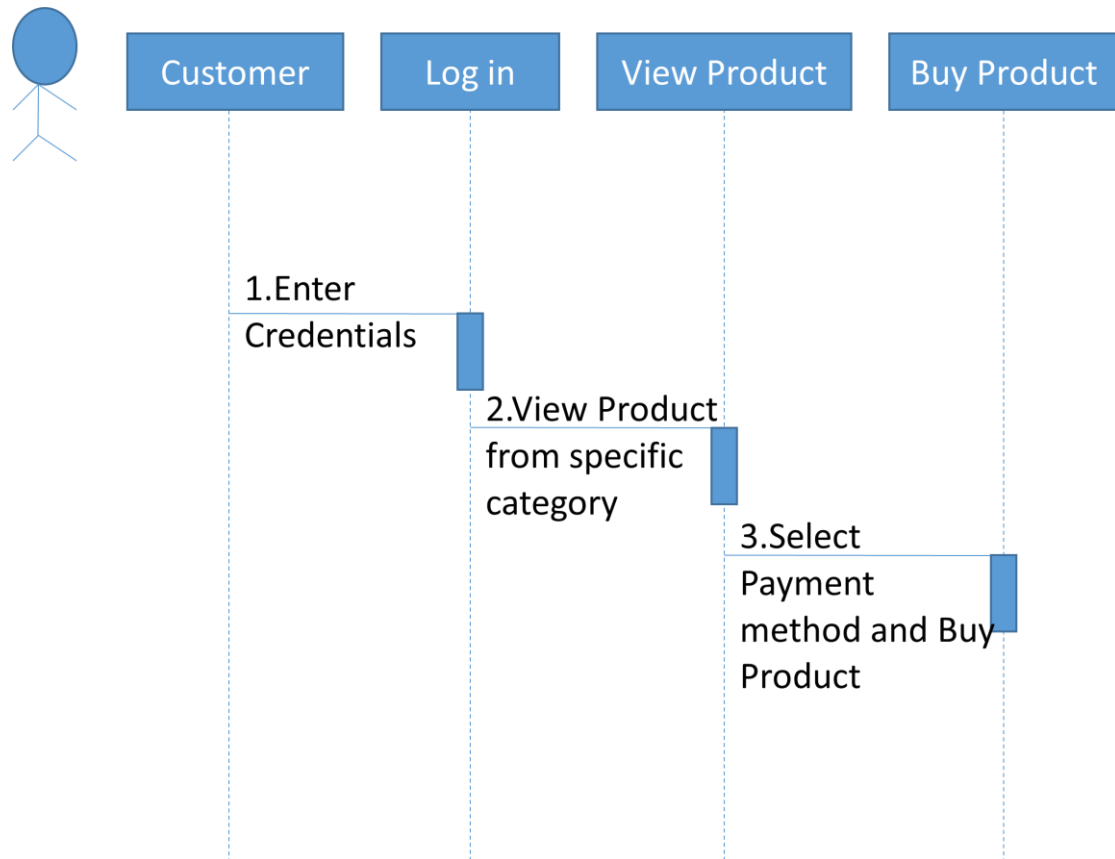 Customer
Log in
View Product
Buy Product
1.Enter
Credentials
2.View Product
from specific
category
3.Select
Payment
method and Buy
Product